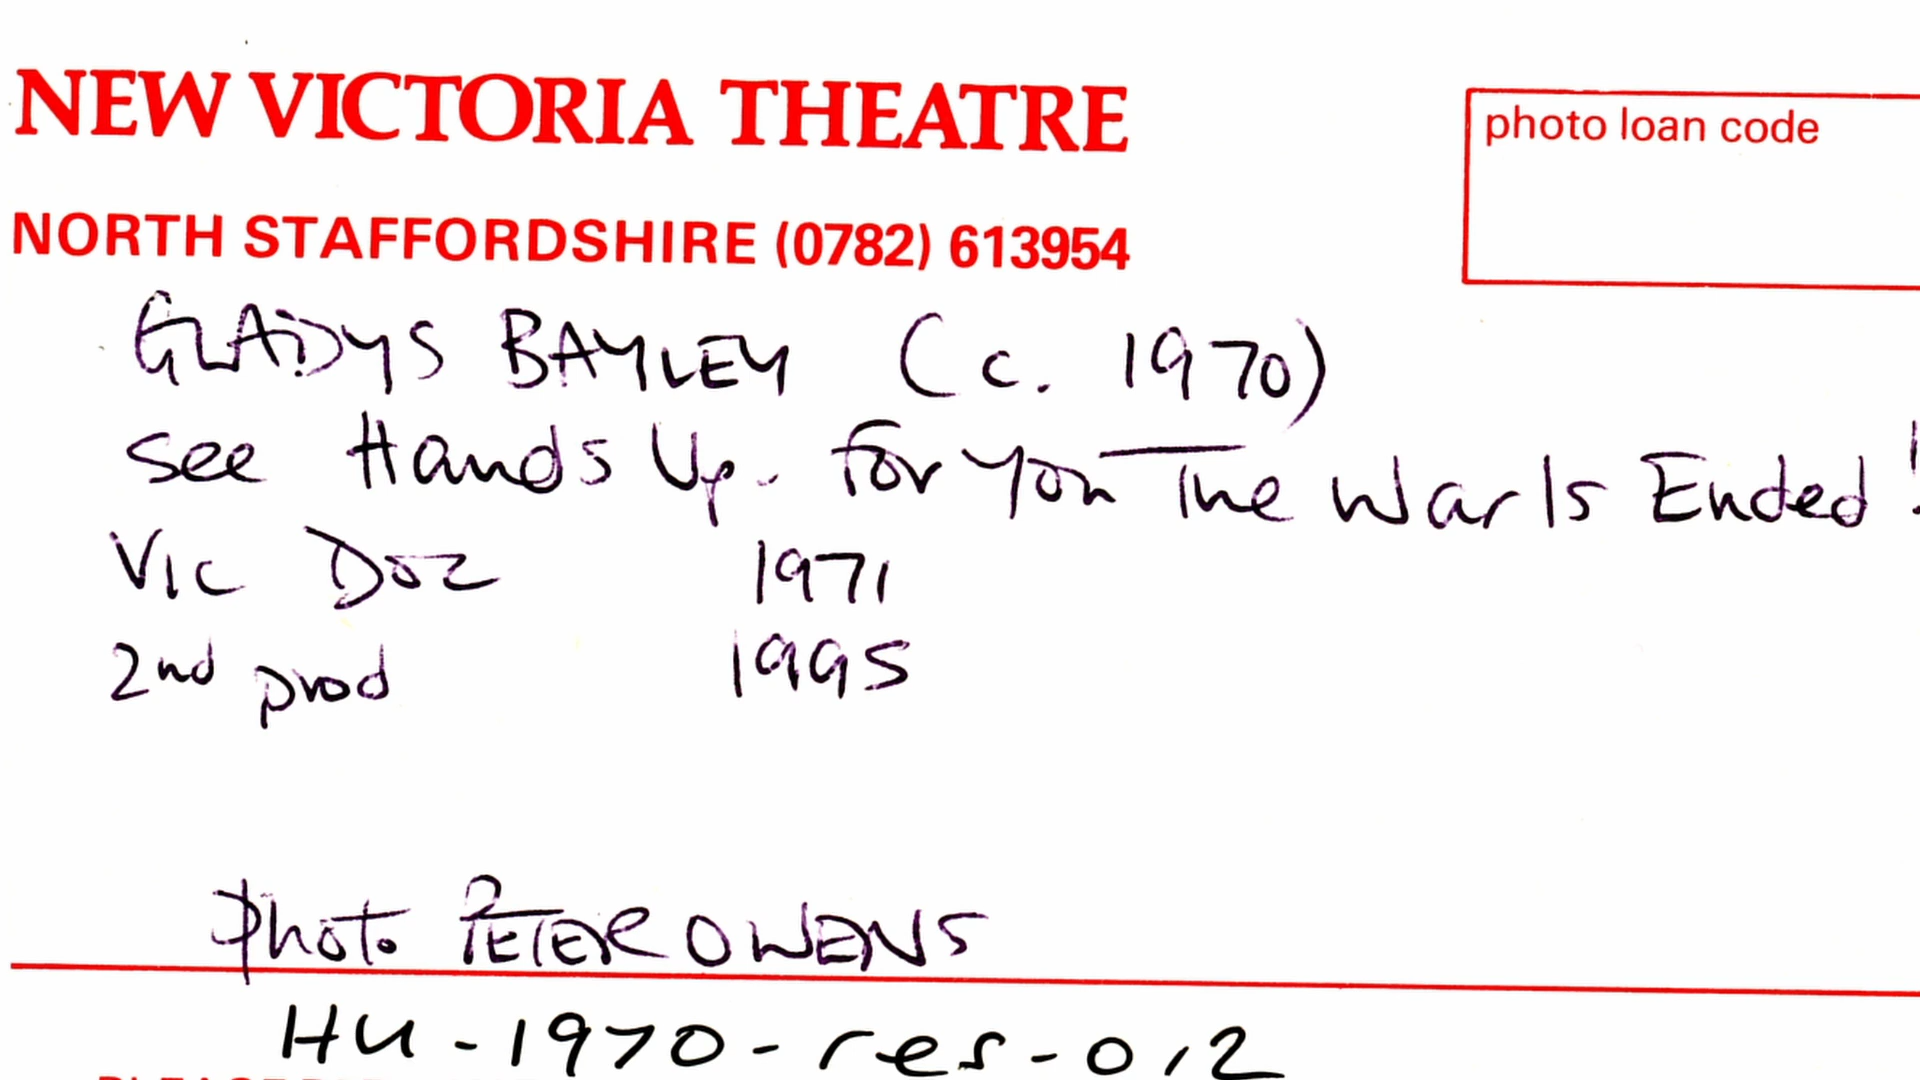 NEW VICTORIA THEATRE
photo loan code
NORTH STAFFORDSHIRE (0782) 613954
GLADYS BAYLEY (c. 1970)
see Hands Up. For You The War Is Ended!
Vic Doc 1971
2nd prod 1995
Photo PETER OWENS
HU-1970-res-012